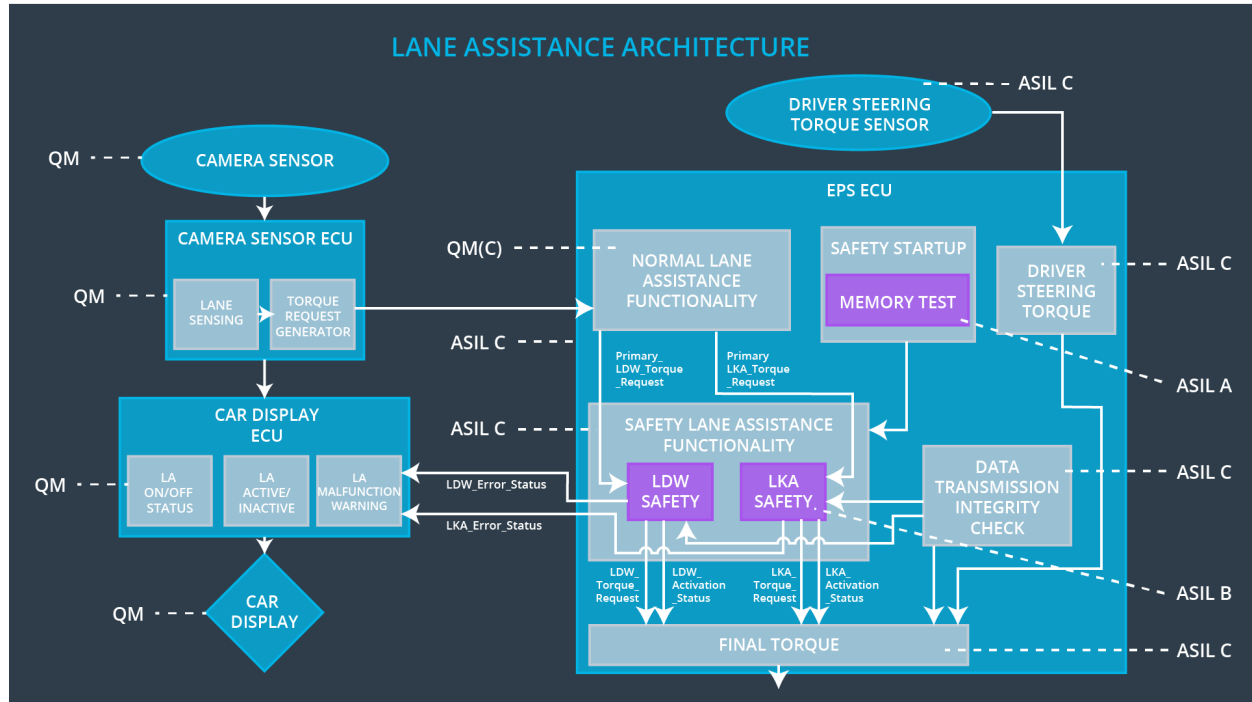 LANE ASSISTANCE ARCHITECTURE
ASIL C
DRIVER STEERING
TORQUE SENSOR
QM
CAMERA SENSOR
EPS ECU
CAMERA SENSOR ECU
QM(C)
NORMAL LANE
ASSISTANCE
FUNCTIONALITY
SAFETY STARTUP
MEMORY TEST
DRIVER
STEERING
TORQUE
ASIL C
QM
LANE
SENSING
TORQUE
REQUEST
GENERATOR
ASIL C
Primary_
LDW_Torque
_Request
Primary
LKA_Torque
_Request
ASIL A
CAR DISPLAY
ECU
ASIL C
SAFETY LANE ASSISTANCE
FUNCTIONALITY
QM
LA
ON/OFF
STATUS
LA
ACTIVE/
INACTIVE
LA
MALFUNCTION
WARNING
LDW_Error_Status
LKA_Error_Status
LDW
SAFETY
LKA
SAFETY
DATA
TRANSMISSION
INTEGRITY
CHECK
ASIL C
LDW_
Torque_
Request
LDW_
Activation
_Status
LKA_
Torque_
Request
LKA_
Activation
_Status
ASIL B
QM
CAR
DISPLAY
FINAL TORQUE
ASIL C